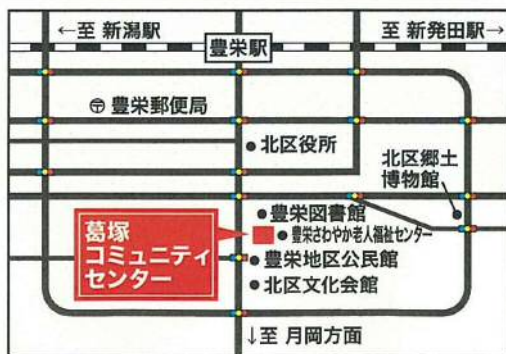 ←至 新潟駅
至 新発田駅→
豊栄駅
〶 豊栄郵便局
北区役所
北区郷土
博物館
豊栄図書館
豊栄さわやか老人福祉センター
葛塚
コミュニティ
センター
豊栄地区公民館
北区文化会館
↓至 月岡方面